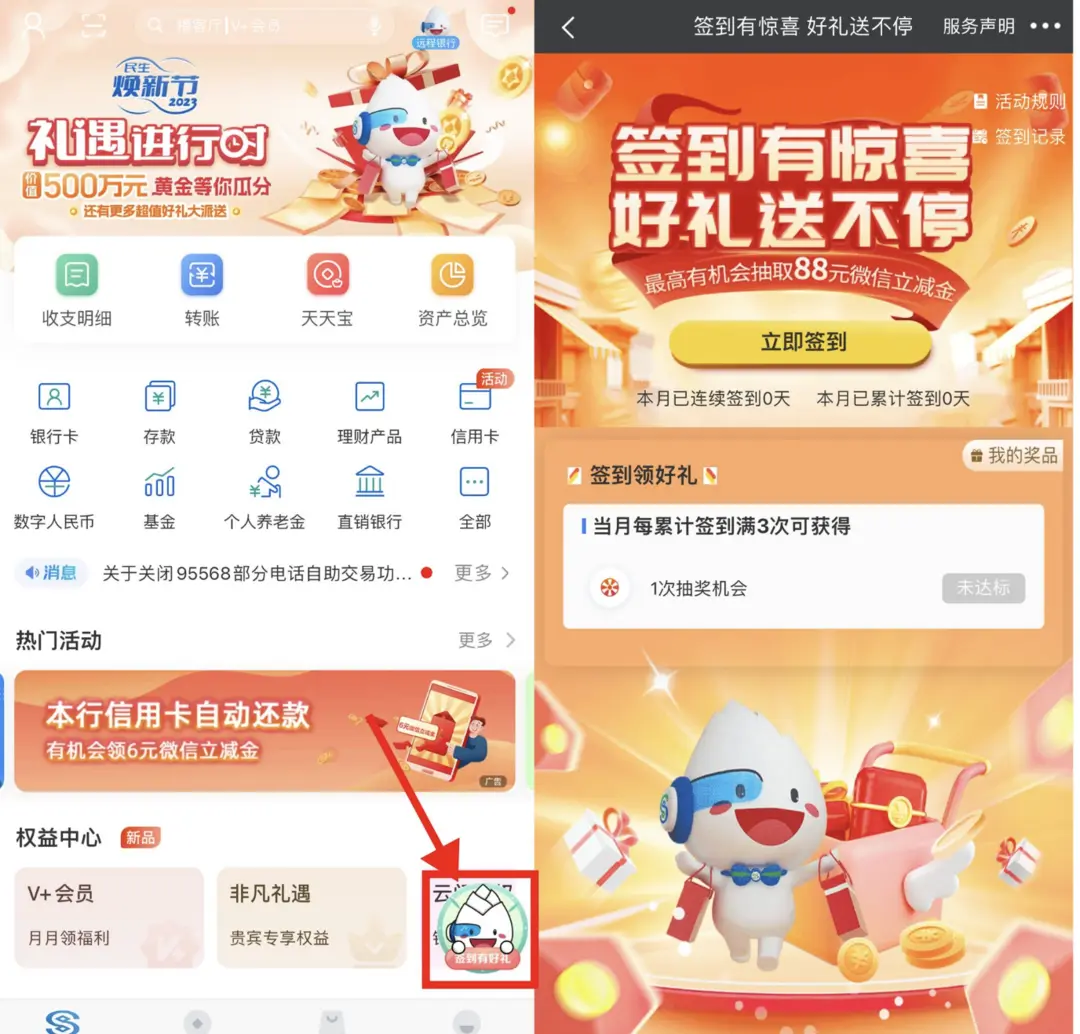 播客厅|V+会员
远程银行
民生
焕新节
2023
礼遇进行时
价值500万元 黄金等你瓜分
还有更多超值好礼大派送
收支明细
转账
天天宝
资产总览
活动
银行卡
存款
贷款
理财产品
信用卡
数字人民币
基金
个人养老金
直销银行
全部
消息
关于关闭95568部分电话自助交易功...
更多
热门活动
更多
本行信用卡自动还款
有机会领6元微信立减金
广告
权益中心
新品
V+会员
月月领福利
非凡礼遇
贵宾专享权益
签到有好礼
签到有惊喜 好礼送不停
服务声明
活动规则
签到记录
签到有惊喜
好礼送不停
最高有机会抽取88元微信立减金
立即签到
本月已连续签到0天
本月已累计签到0天
我的奖品
签到领好礼
当月每累计签到满3次可获得
1次抽奖机会
未达标